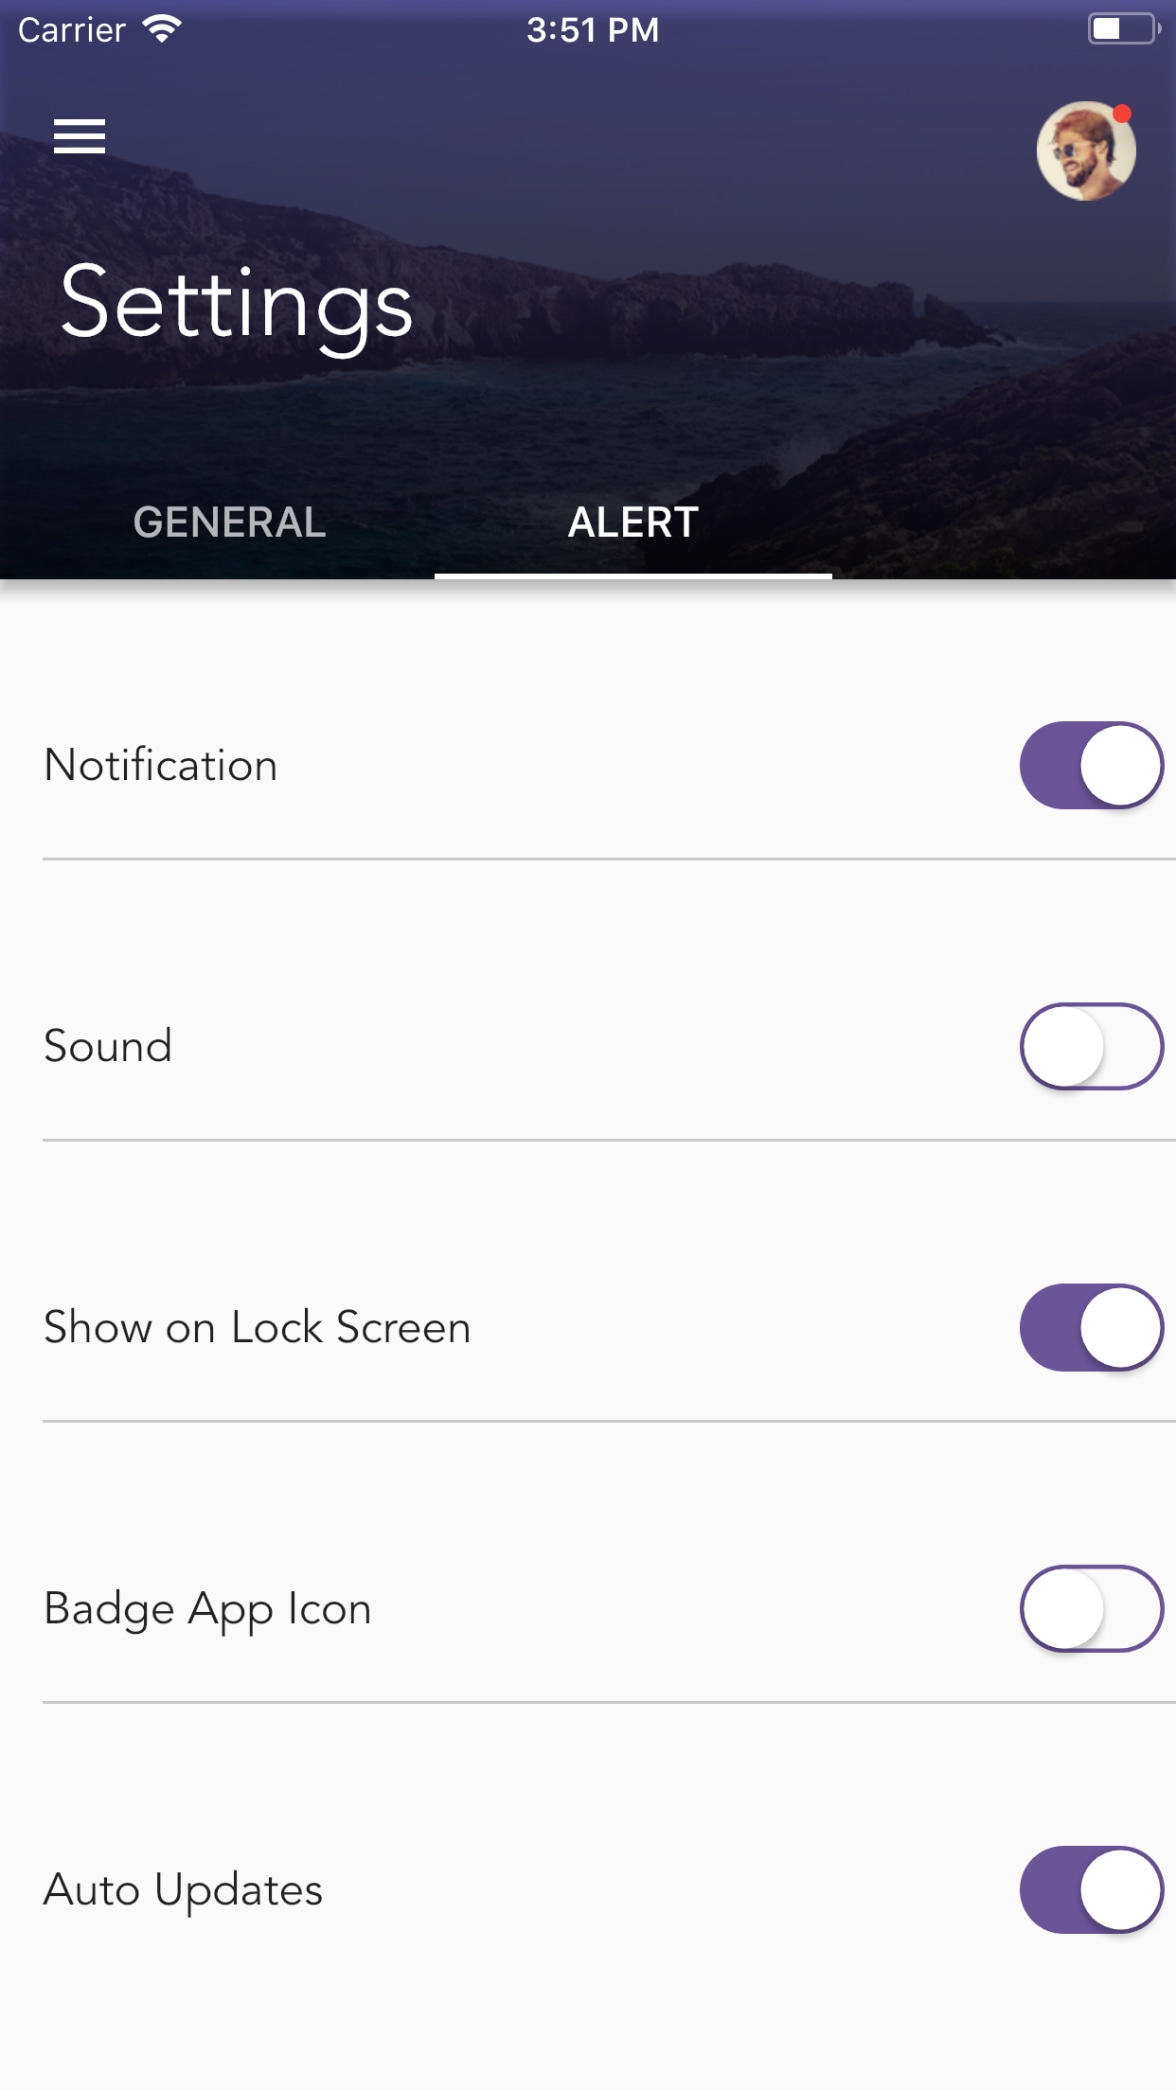 Carrier 3:51 PM
Settings
GENERAL ALERT
Notification
Sound
Show on Lock Screen
Badge App Icon
Auto Updates